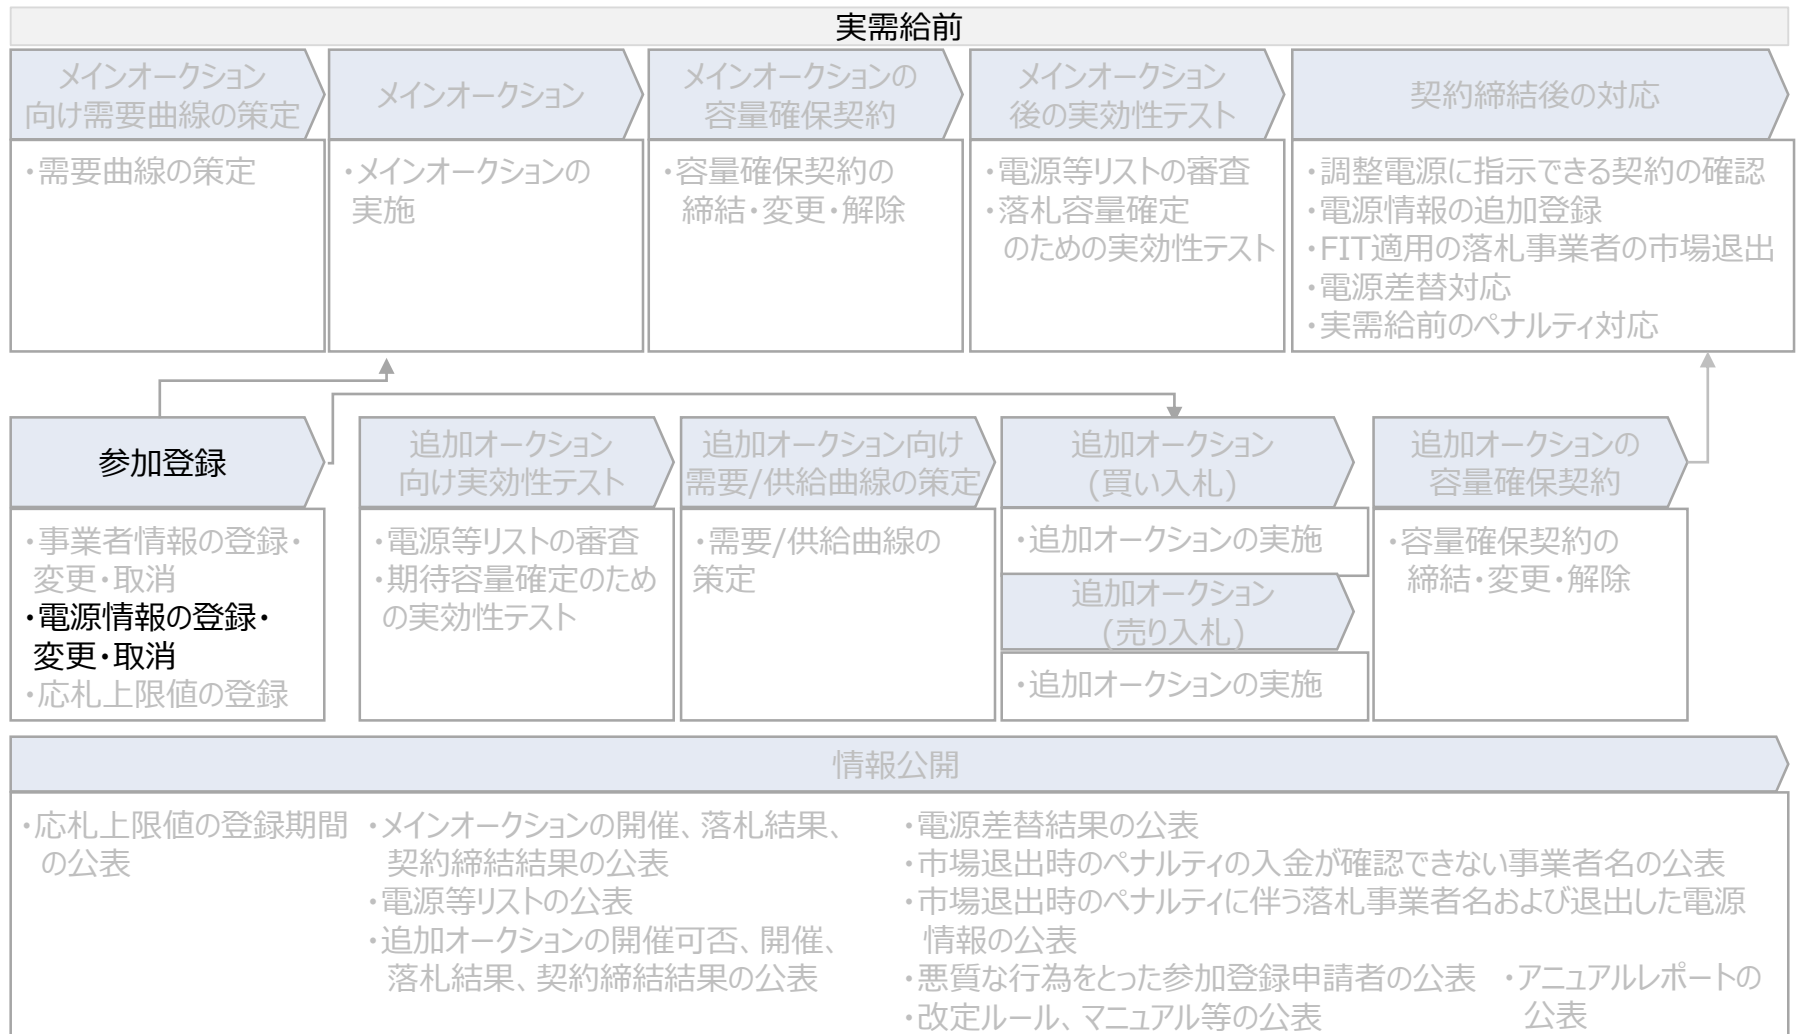 実需給前
メインオークション
向け需要曲線の策定
・需要曲線の策定
メインオークション
・メインオークションの
実施
メインオークションの
容量確保契約
・容量確保契約の
締結・変更・解除
メインオークション
後の実効性テスト
・電源等リストの審査
・落札容量確定
のための実効性テスト
契約締結後の対応
・調整電源に指示できる契約の確認
・電源情報の追加登録
・FIT適用の落札事業者の市場退出
・電源差替対応
・実需給前のペナルティ対応
参加登録
・事業者情報の登録・
変更・取消
・電源情報の登録・
変更・取消
・応札上限値の登録
追加オークション
向け実効性テスト
・電源等リストの審査
・期待容量確定のため
の実効性テスト
追加オークション向け
需要/供給曲線の策定
・需要/供給曲線の
策定
追加オークション
(買い入札)
・追加オークションの実施
追加オークション
(売り入札)
・追加オークションの実施
追加オークションの
容量確保契約
・容量確保契約の
締結・変更・解除
情報公開
・応札上限値の登録期間
の公表
・メインオークションの開催、落札結果、
契約締結結果の公表
・電源等リストの公表
・追加オークションの開催可否、開催、
落札結果、契約締結結果の公表
・電源差替結果の公表
・市場退出時のペナルティの入金が確認できない事業者名の公表
・市場退出時のペナルティに伴う落札事業者名および退出した電源
情報の公表
・悪質な行為をとった参加登録申請者の公表
・改定ルール、マニュアル等の公表
・アニュアルレポートの
公表